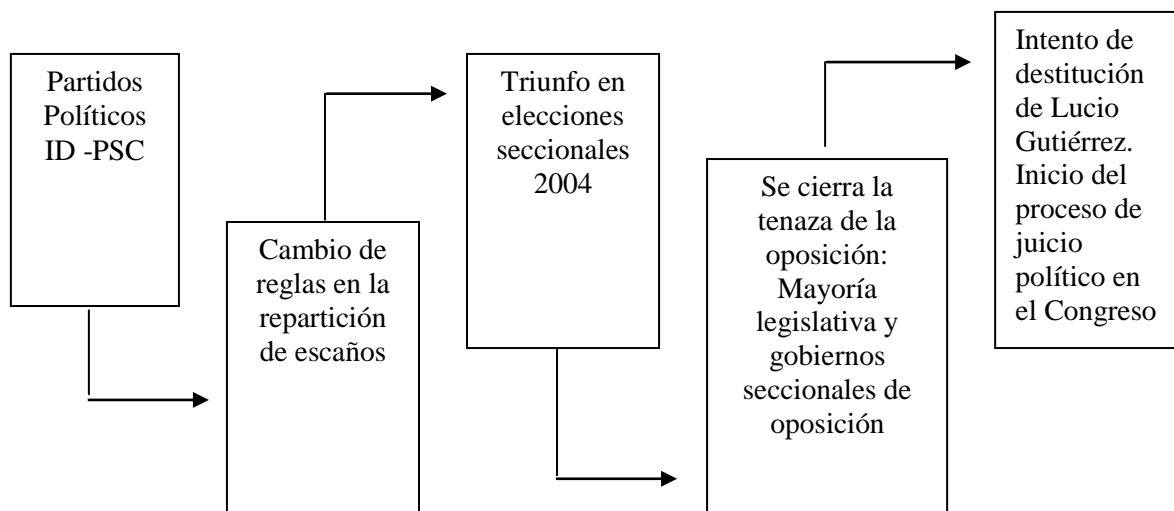 Partidos
Políticos
ID -PSC
Cambio de
reglas en la
repartición
de escaños
Triunfo en
elecciones
seccionales
2004
Se cierra la
tenaza de la
oposición:
Mayoría
legislativa y
gobiernos
seccionales de
oposición
Intento de
destitución
de Lucio
Gutiérrez.
Inicio del
proceso de
juicio
político en
el Congreso